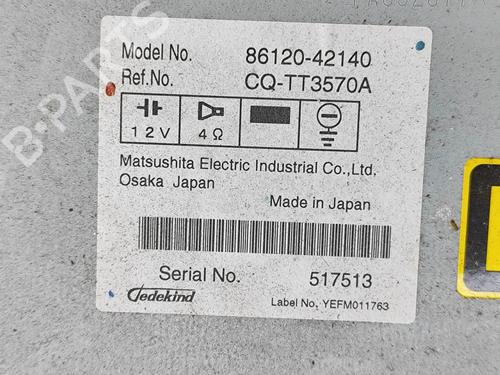 Model No. 86120-42140
Ref.No. CQ-TT3570A
12V 4Ω
Matsushita Electric Industrial Co.,Ltd.
Osaka Japan
Made in Japan
Serial No. 517513
Jedekind
Label No. YEFM011763
B-PARTS